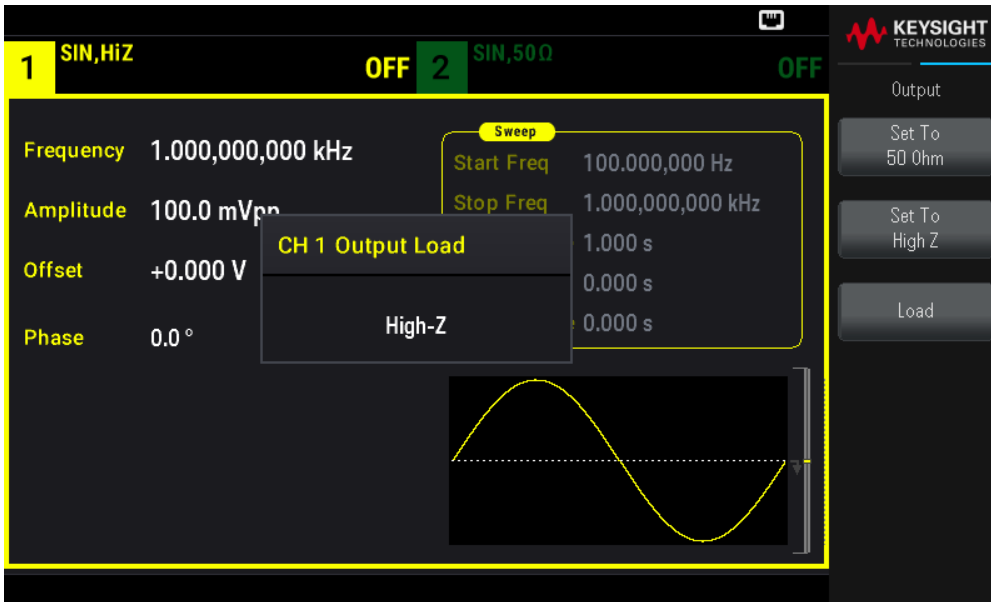 KEYSIGHT
TECHNOLOGIES
1 SIN,HiZ OFF
2 SIN,50Ω OFF
Output
Set To
50 Ohm
Set To
High Z
Load
Frequency 1.000,000,000 kHz
Amplitude 100.0 mVpp
Offset +0.000 V
Phase 0.0 °
Sweep
Start Freq 100.000,000 Hz
Stop Freq 1.000,000,000 kHz
1.000 s
0.000 s
0.000 s
CH 1 Output Load
High-Z